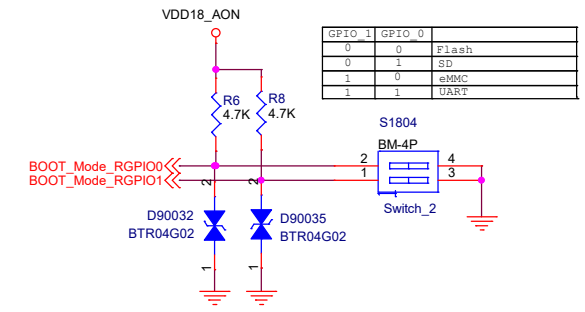 VDD18_AON
GPIO_1 GPIO_0
0 0 Flash
0 1 SD
1 0 eMMC
1 1 UART
R6 R8
4.7K 4.7K
S1804
BM-4P
BOOT_Mode_RGPIO0 2 4
BOOT_Mode_RGPIO1 1 3
2 2
Switch_2
D90032 D90035
BTR04G02 BTR04G02
1 1